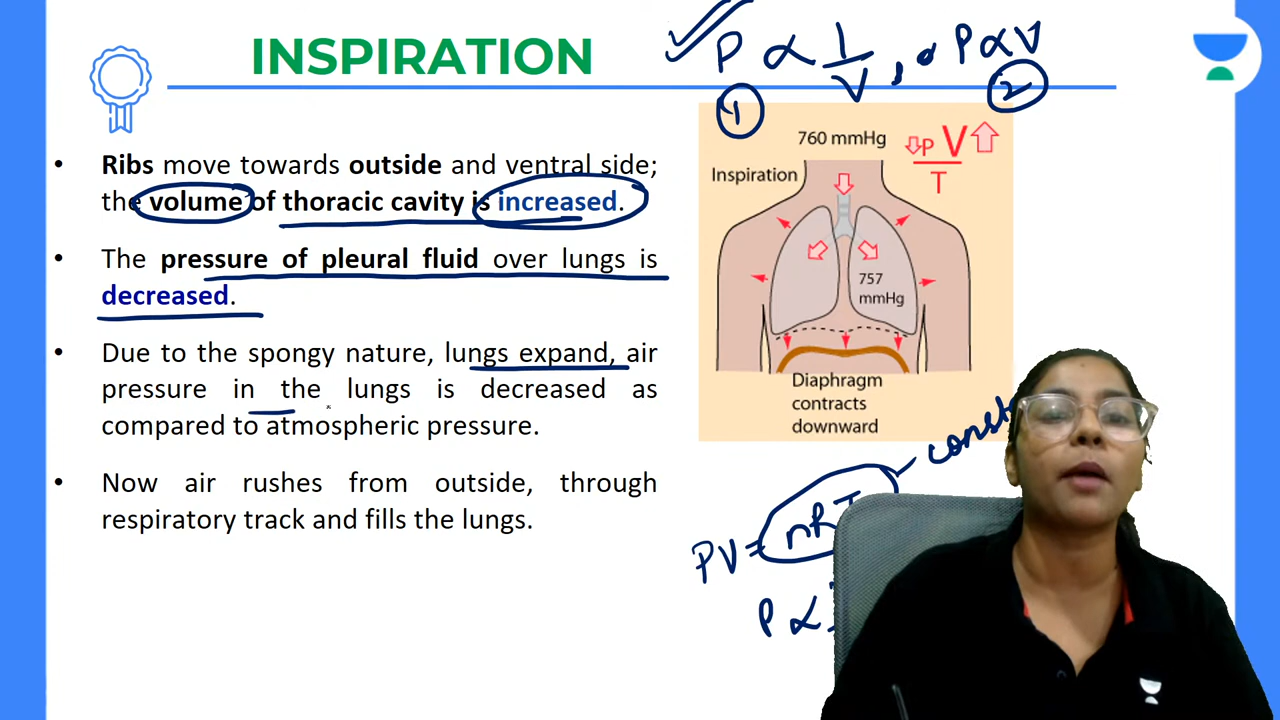 INSPIRATION
P ∝ 1/V, or P ∝ V
1 2
• Ribs move towards outside and ventral side;
the volume of thoracic cavity is increased.
• The pressure of pleural fluid over lungs is
decreased.
• Due to the spongy nature, lungs expand, air
pressure in the lungs is decreased as
compared to atmospheric pressure.
• Now air rushes from outside, through
respiratory track and fills the lungs.
760 mmHg
P V
T
Inspiration
757
mmHg
Diaphragm
contracts
downward
const
PV = nRT
P ∝